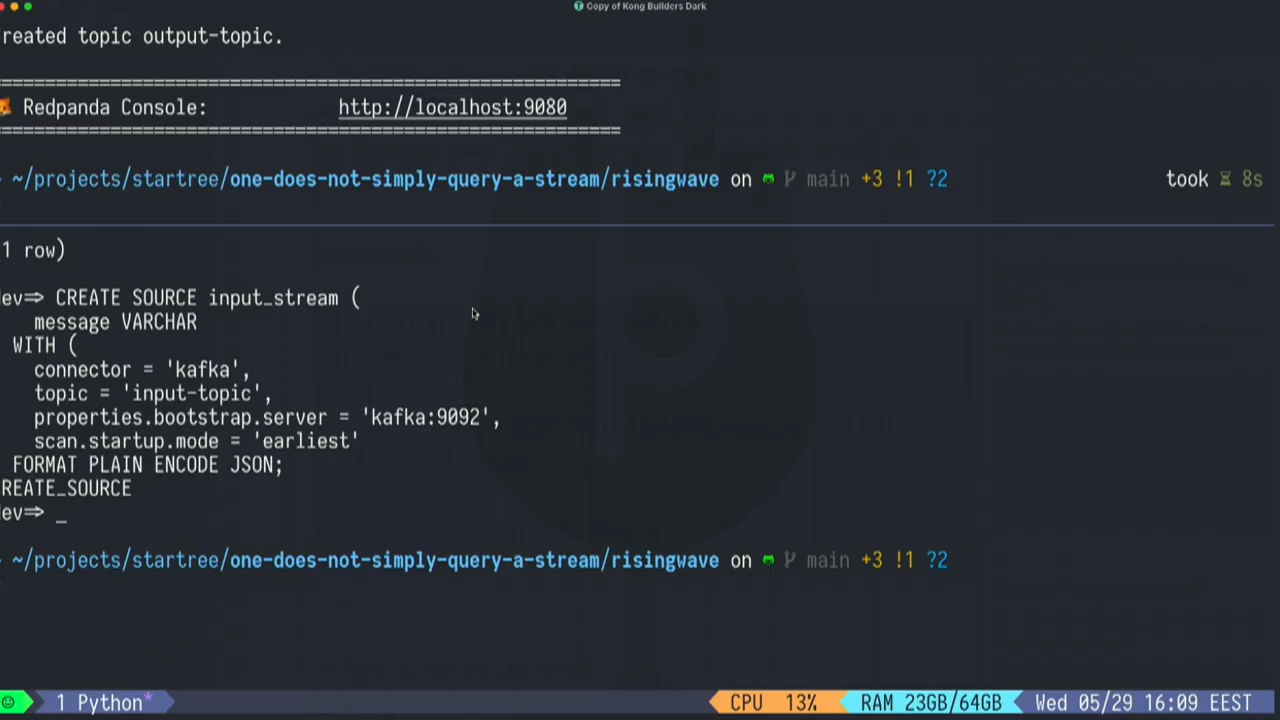 Copy of Kong Builders Dark
reated topic output-topic.
=========================================================
Redpanda Console: http://localhost:9080
=========================================================
~/projects/startree/one-does-not-simply-query-a-stream/risingwave on main +3 !1 ?2 took 8s
1 row)
dev=> CREATE SOURCE input_stream (
message VARCHAR
WITH (
connector = 'kafka',
topic = 'input-topic',
properties.bootstrap.server = 'kafka:9092',
scan.startup.mode = 'earliest'
FORMAT PLAIN ENCODE JSON;
REATE_SOURCE
dev=> _
~/projects/startree/one-does-not-simply-query-a-stream/risingwave on main +3 !1 ?2
1 Python* CPU 13% RAM 23GB/64GB Wed 05/29 16:09 EEST